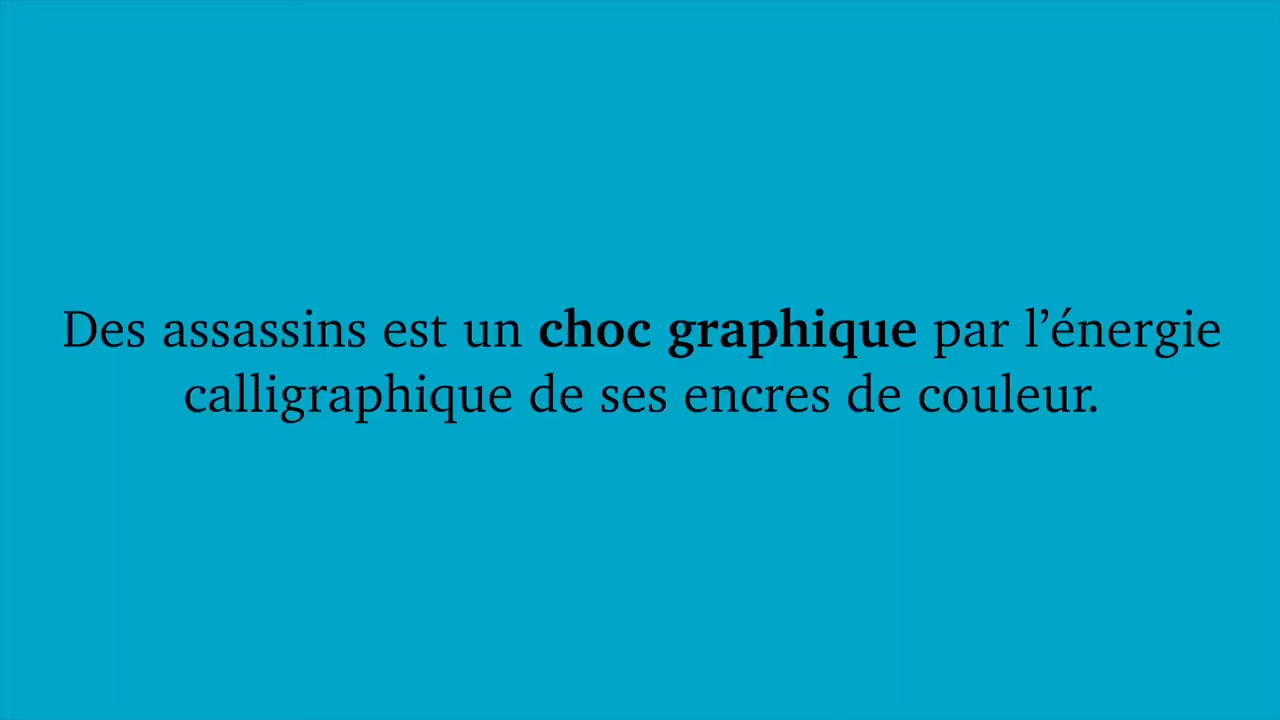 Des assassins est un choc graphique par l’énergie
calligraphique de ses encres de couleur.